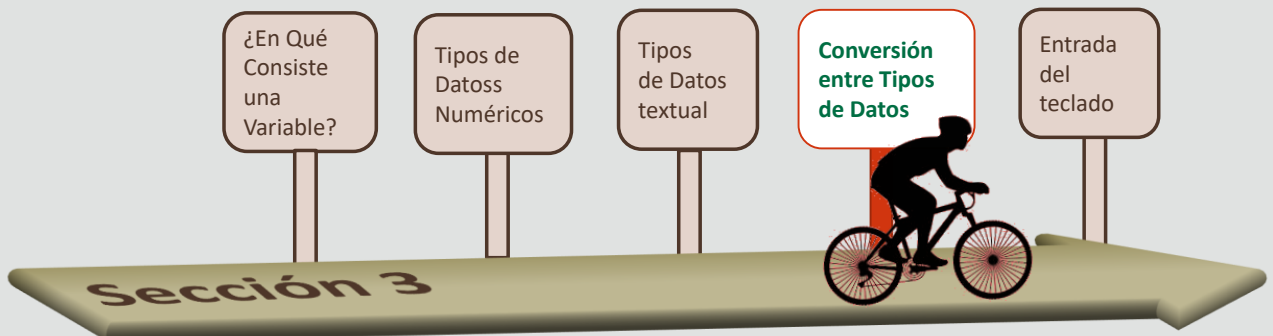 ¿En Qué
Consiste
una
Variable?
Tipos de
Datoss
Numéricos
Tipos
de Datos
textual
Conversión
entre Tipos
de Datos
Entrada
del
teclado
Sección 3